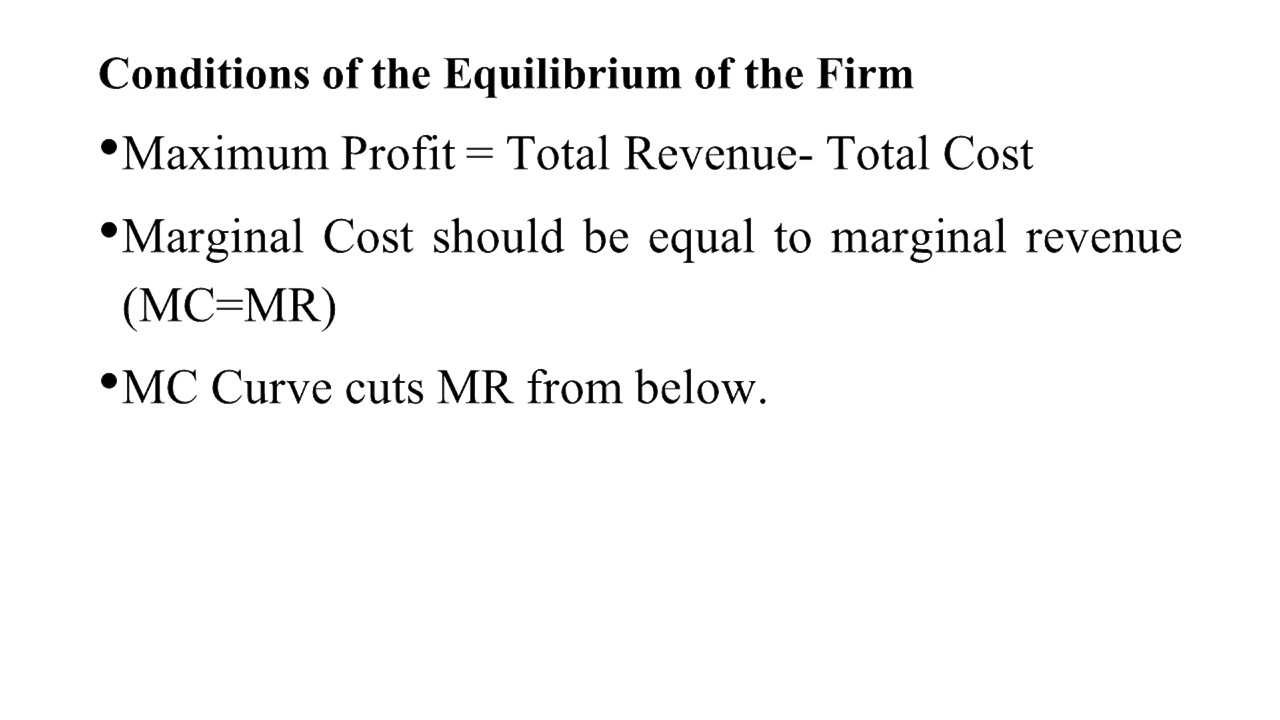 Conditions of the Equilibrium of the Firm
•Maximum Profit = Total Revenue- Total Cost
•Marginal Cost should be equal to marginal revenue
(MC=MR)
•MC Curve cuts MR from below.